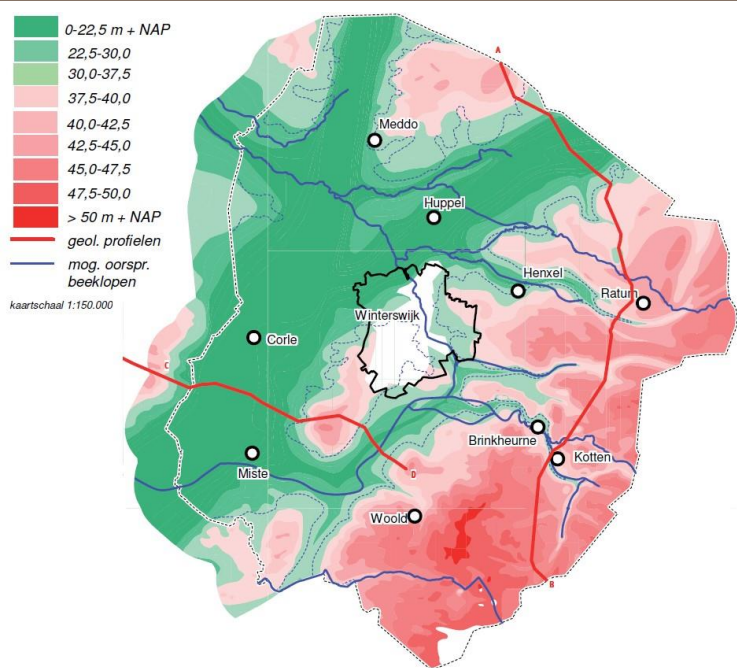 0-22,5 m + NAP
22,5-30,0
30,0-37,5
37,5-40,0
40,0-42,5
42,5-45,0
45,0-47,5
47,5-50,0
> 50 m + NAP
geol. profielen
mog. oorspr.
beeklopen
kaartschaal 1:150.000
A
Meddo
Huppel
Henxel
Ratum
Winterswijk
Corle
C
Brinkheurne
Kotten
Miste
D
Woold
B